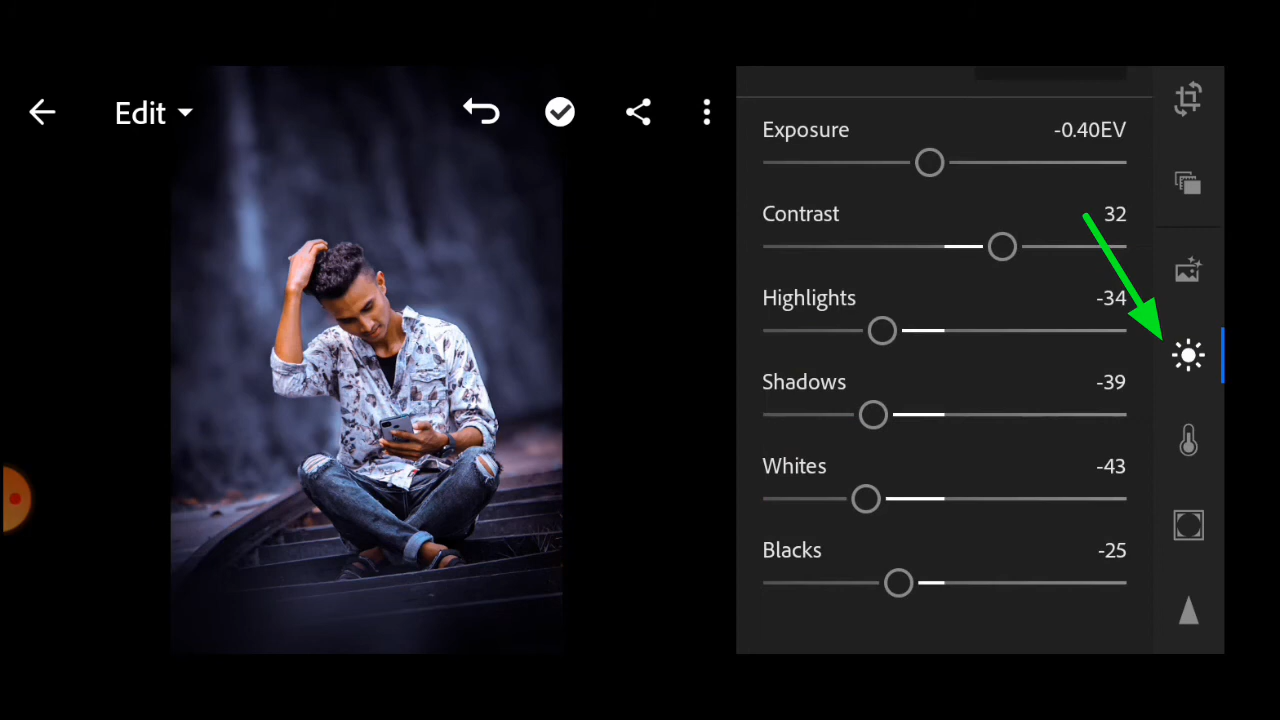 Edit
Exposure -0.40EV
Contrast 32
Highlights -34
Shadows -39
Whites -43
Blacks -25